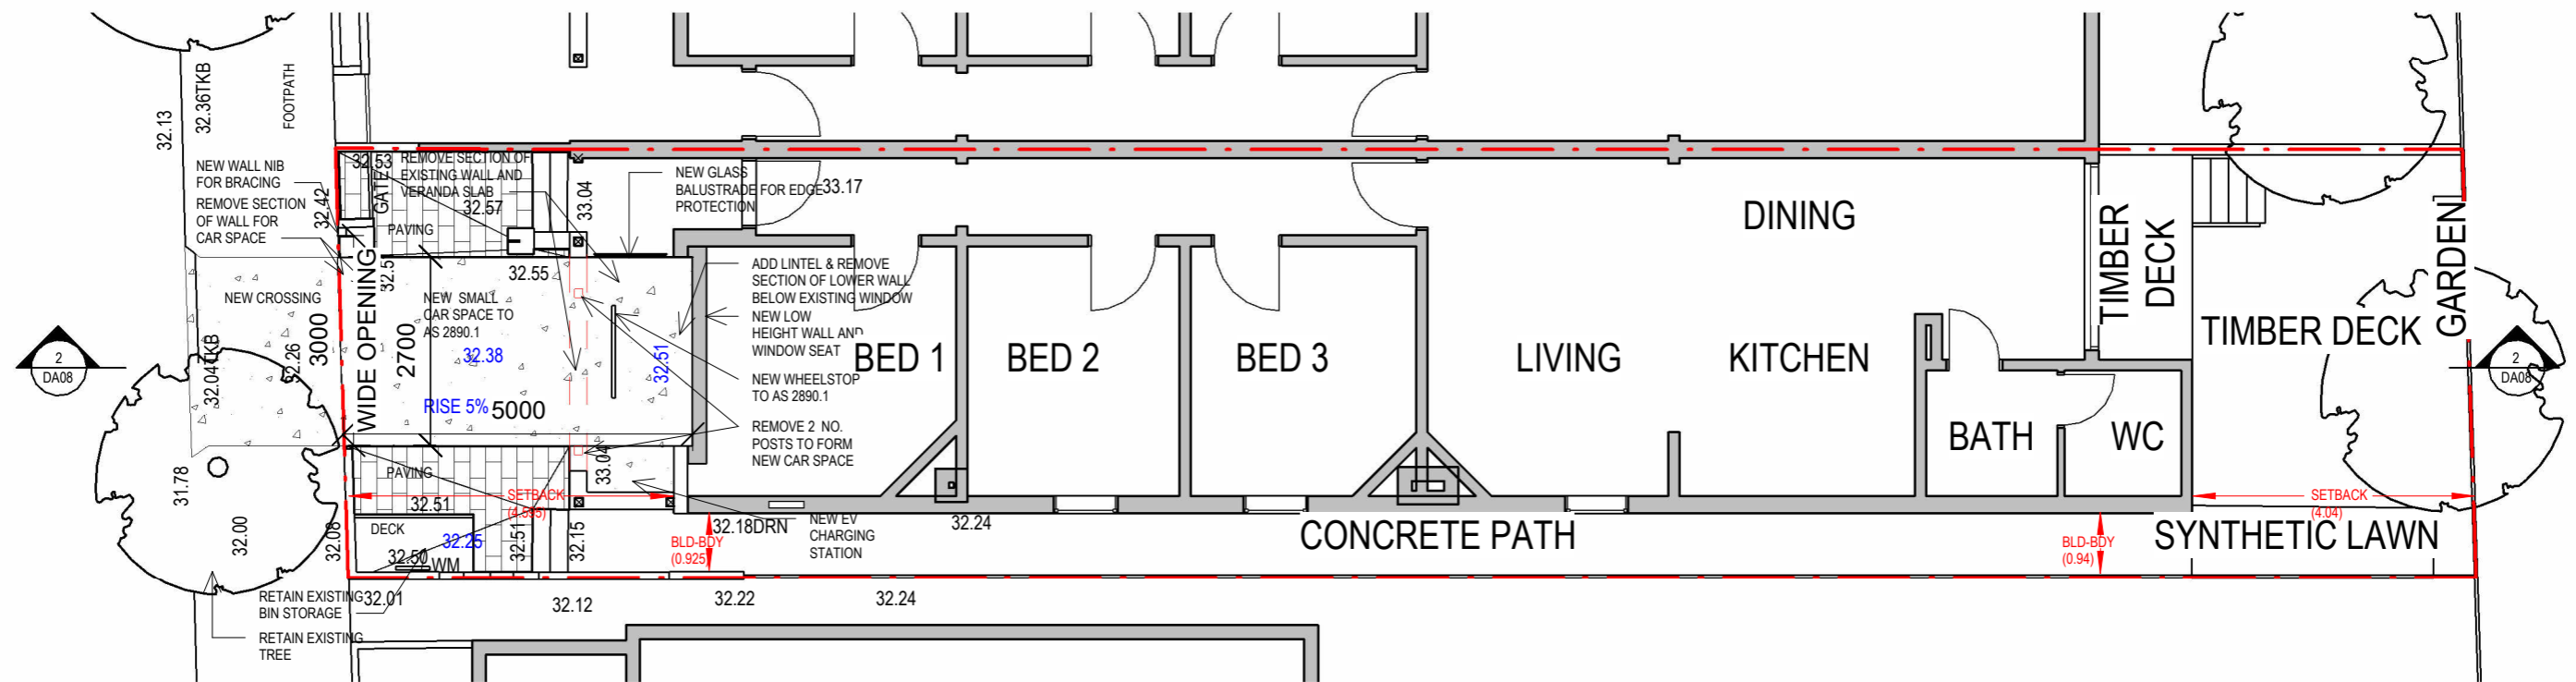 32.13
32.36TKB
FOOTPATH
NEW WALL NIB
FOR BRACING
REMOVE SECTION
OF WALL FOR
CAR SPACE
32.42
32.53
GATE
REMOVE SECTION OF
EXISTING WALL AND
VERANDA SLAB
32.57
PAVING
33.04
NEW GLASS
BALUSTRADE FOR EDGE
PROTECTION
33.17
NEW CROSSING
32.26
32.04TKB
3000
WIDE OPENING
32.5
2700
NEW SMALL
CAR SPACE TO
AS 2890.1
32.55
32.38
RISE 5%
5000
32.51
ADD LINTEL & REMOVE
SECTION OF LOWER WALL
BELOW EXISTING WINDOW
NEW LOW
HEIGHT WALL AND
WINDOW SEAT
NEW WHEELSTOP
TO AS 2890.1
REMOVE 2 NO.
POSTS TO FORM
NEW CAR SPACE
BED 1
BED 2
BED 3
LIVING
DINING
KITCHEN
BATH
WC
TIMBER
DECK
TIMBER DECK
GARDEN
2
DA08
2
DA08
31.78
32.00
32.08
PAVING
32.51
SETBACK
(4.595)
33.04
DECK
32.25
32.50
WM
32.51
32.15
BLD-BDY
(0.925)
32.18DRN
NEW EV
CHARGING
STATION
32.24
CONCRETE PATH
BLD-BDY
(0.94)
SETBACK
(4.04)
SYNTHETIC LAWN
RETAIN EXISTING
BIN STORAGE
32.01
32.12
32.22
32.24
RETAIN EXISTING
TREE